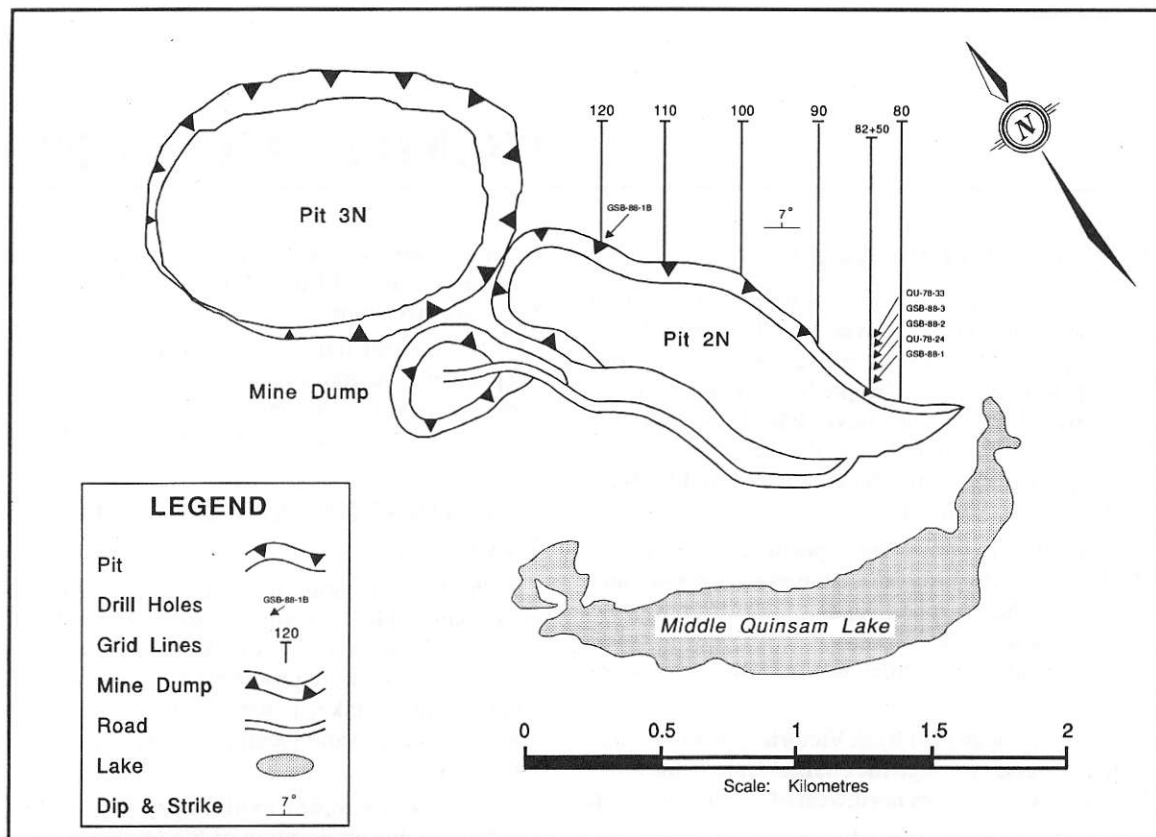 120
110
100
90
82+50
80
N
Pit 3N
GSB-88-1B
7°
QU-78-33
GSB-88-3
GSB-88-2
QU-78-24
GSB-88-1
Pit 2N
Mine Dump
LEGEND
Pit
Drill Holes
GSB-88-1B
Grid Lines
120
Mine Dump
Road
Lake
Dip & Strike
7°
Middle Quinsam Lake
0 0.5 1 1.5 2
Scale: Kilometres